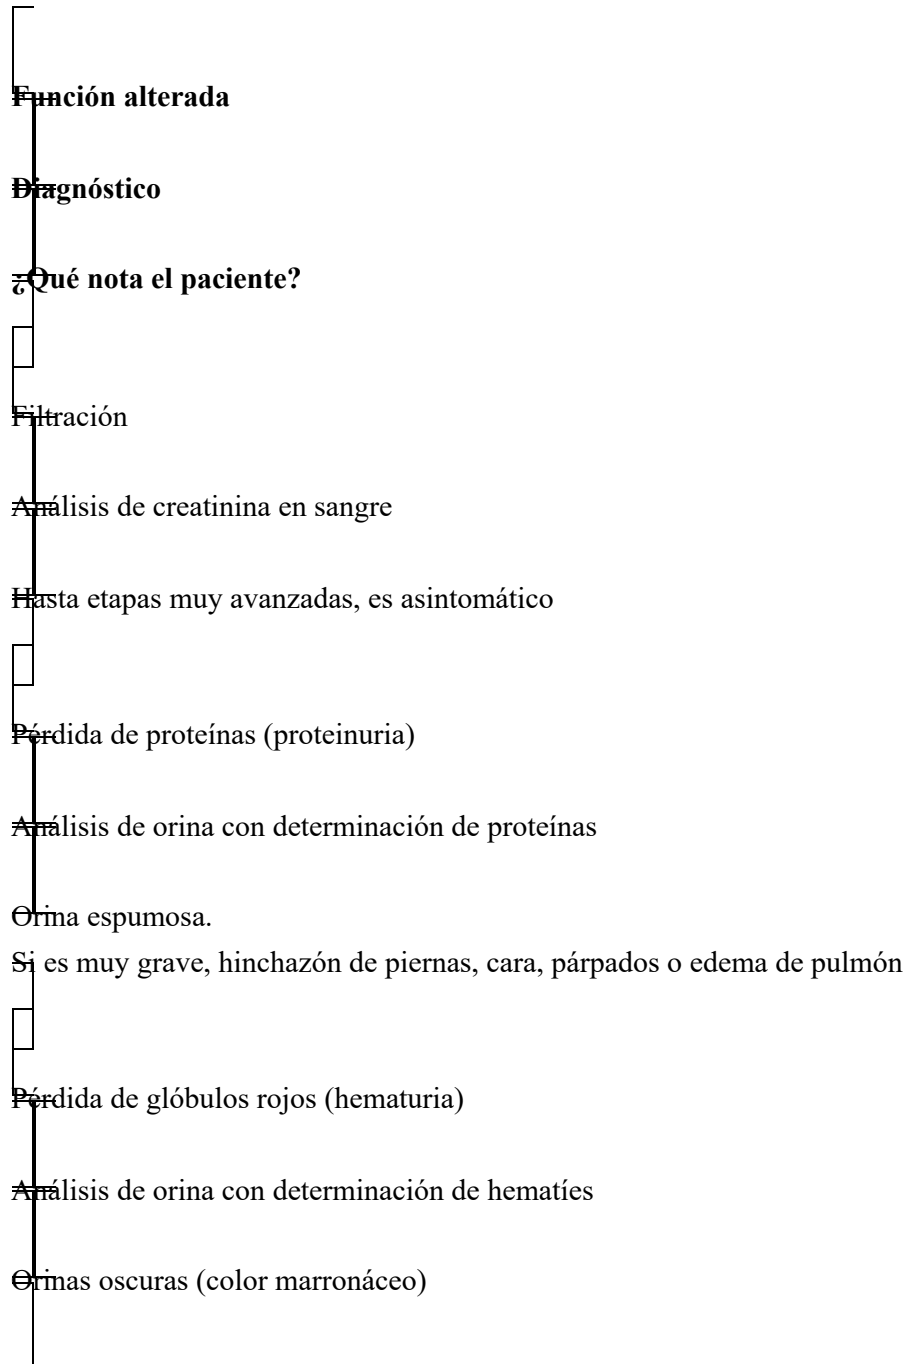 Función alterada
Diagnóstico
¿Qué nota el paciente?
Filtración
Análisis de creatinina en sangre
Hasta etapas muy avanzadas, es asintomático
Pérdida de proteínas (proteinuria)
Análisis de orina con determinación de proteínas
Orina espumosa.
Si es muy grave, hinchazón de piernas, cara, párpados o edema de pulmón
Pérdida de glóbulos rojos (hematuria)
Análisis de orina con determinación de hematíes
Orinas oscuras (color marronáceo)